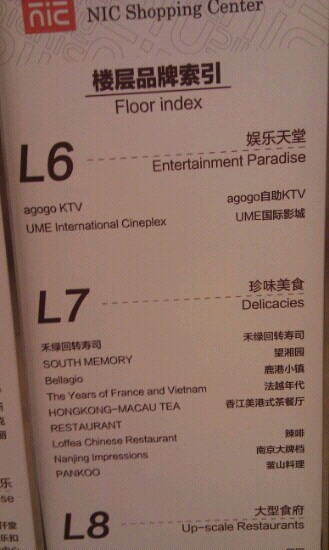 nic NIC Shopping Center
楼层品牌索引
Floor index
L6 娱乐天堂
Entertainment Paradise
agogo KTV agogo自助KTV
UME International Cineplex UME国际影城
L7 珍味美食
Delicacies
禾绿回转寿司 禾绿回转寿司
SOUTH MEMORY 望湘园
Bellagio 鹿港小镇
The Years of France and Vietnam 法越年代
HONGKONG-MACAU TEA 香江美港式茶餐厅
RESTAURANT
Loffea Chinese Restaurant 辣啡
Nanjing Impressions 南京大牌档
PANKOO 釜山料理
L8 大型食府
Up-scale Restaurants